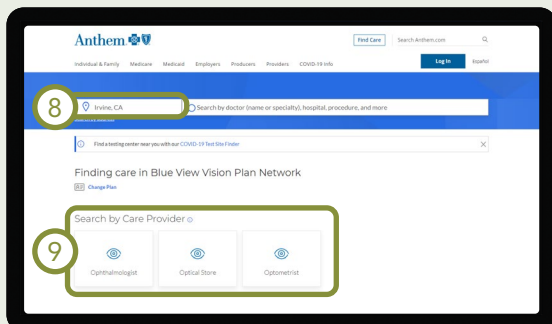 Anthem
Find Care
Search Anthem.com
Individual & Family Medicare Medicaid Employers Producers Providers COVID-19 Info
Log In
Español
8
Irvine, CA
Search by doctor (name or specialty), hospital, procedure, and more
Find a testing center near you with our COVID-19 Test Site Finder
Finding care in Blue View Vision Plan Network
Change Plan
9
Search by Care Provider
Ophthalmologist
Optical Store
Optometrist